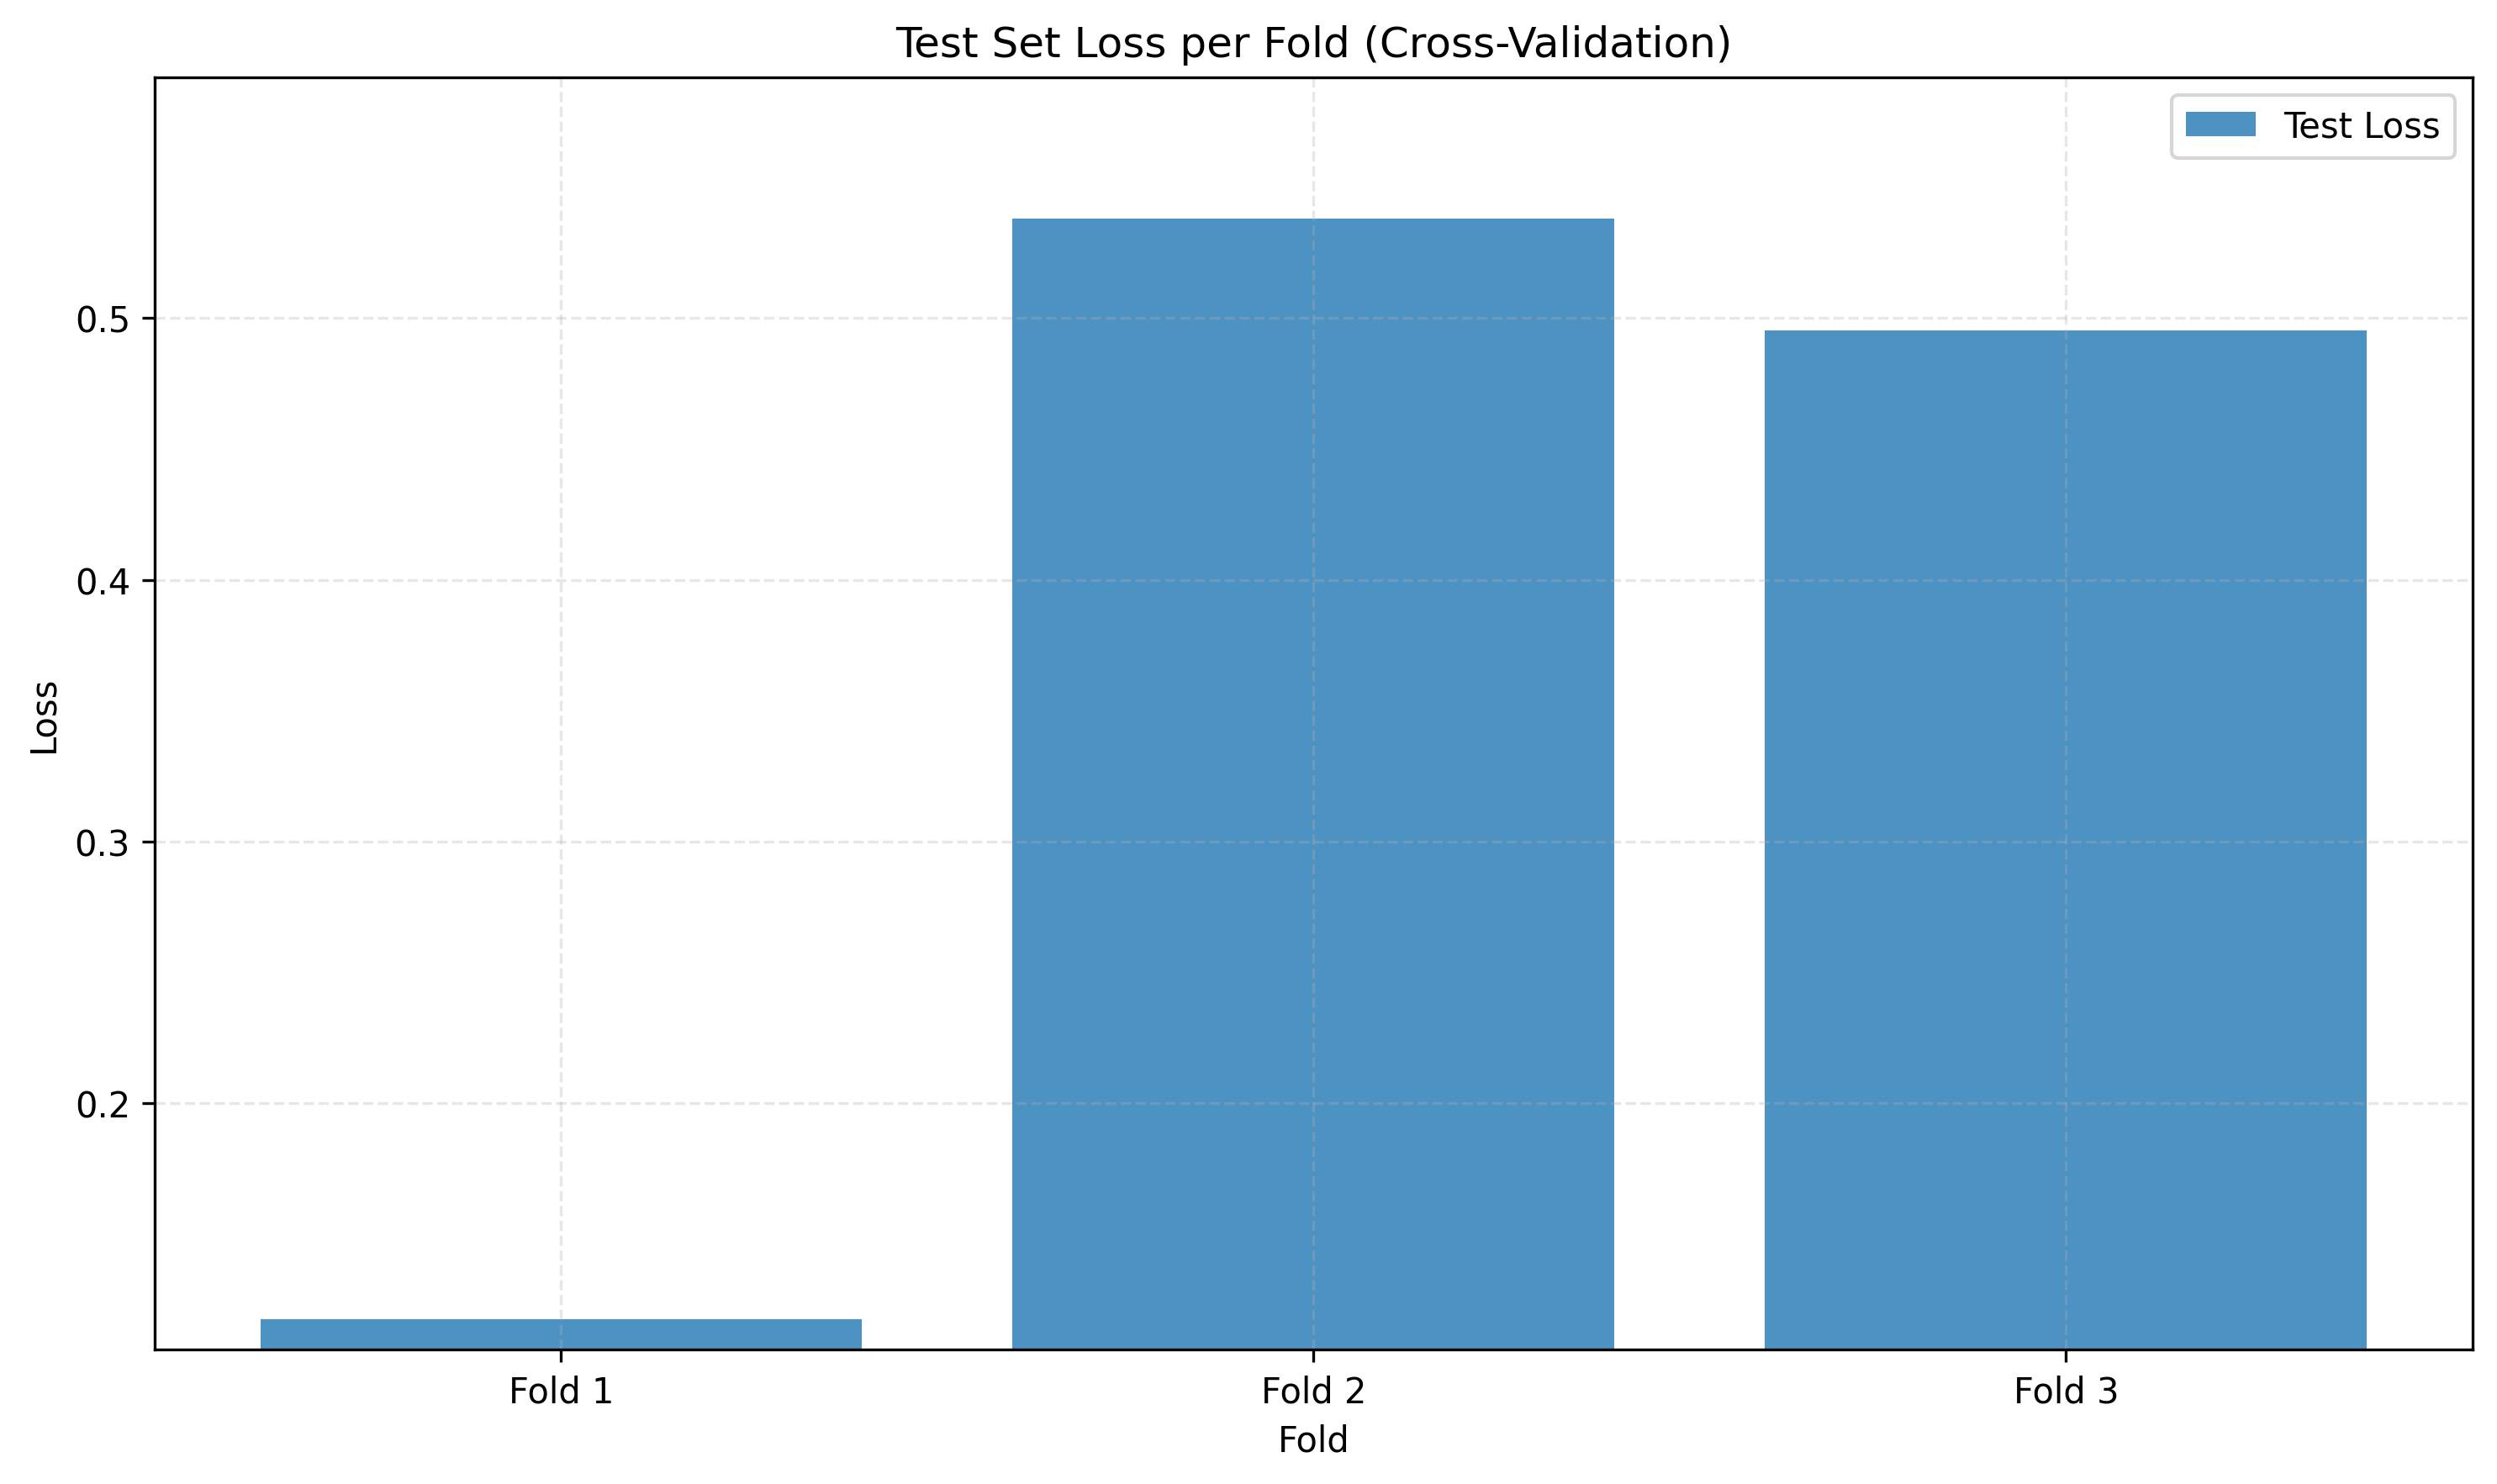 Test Set Loss per Fold (Cross-Validation)
Test Loss
0.5
0.4
0.3
0.2
Loss
Fold 1
Fold 2
Fold 3
Fold